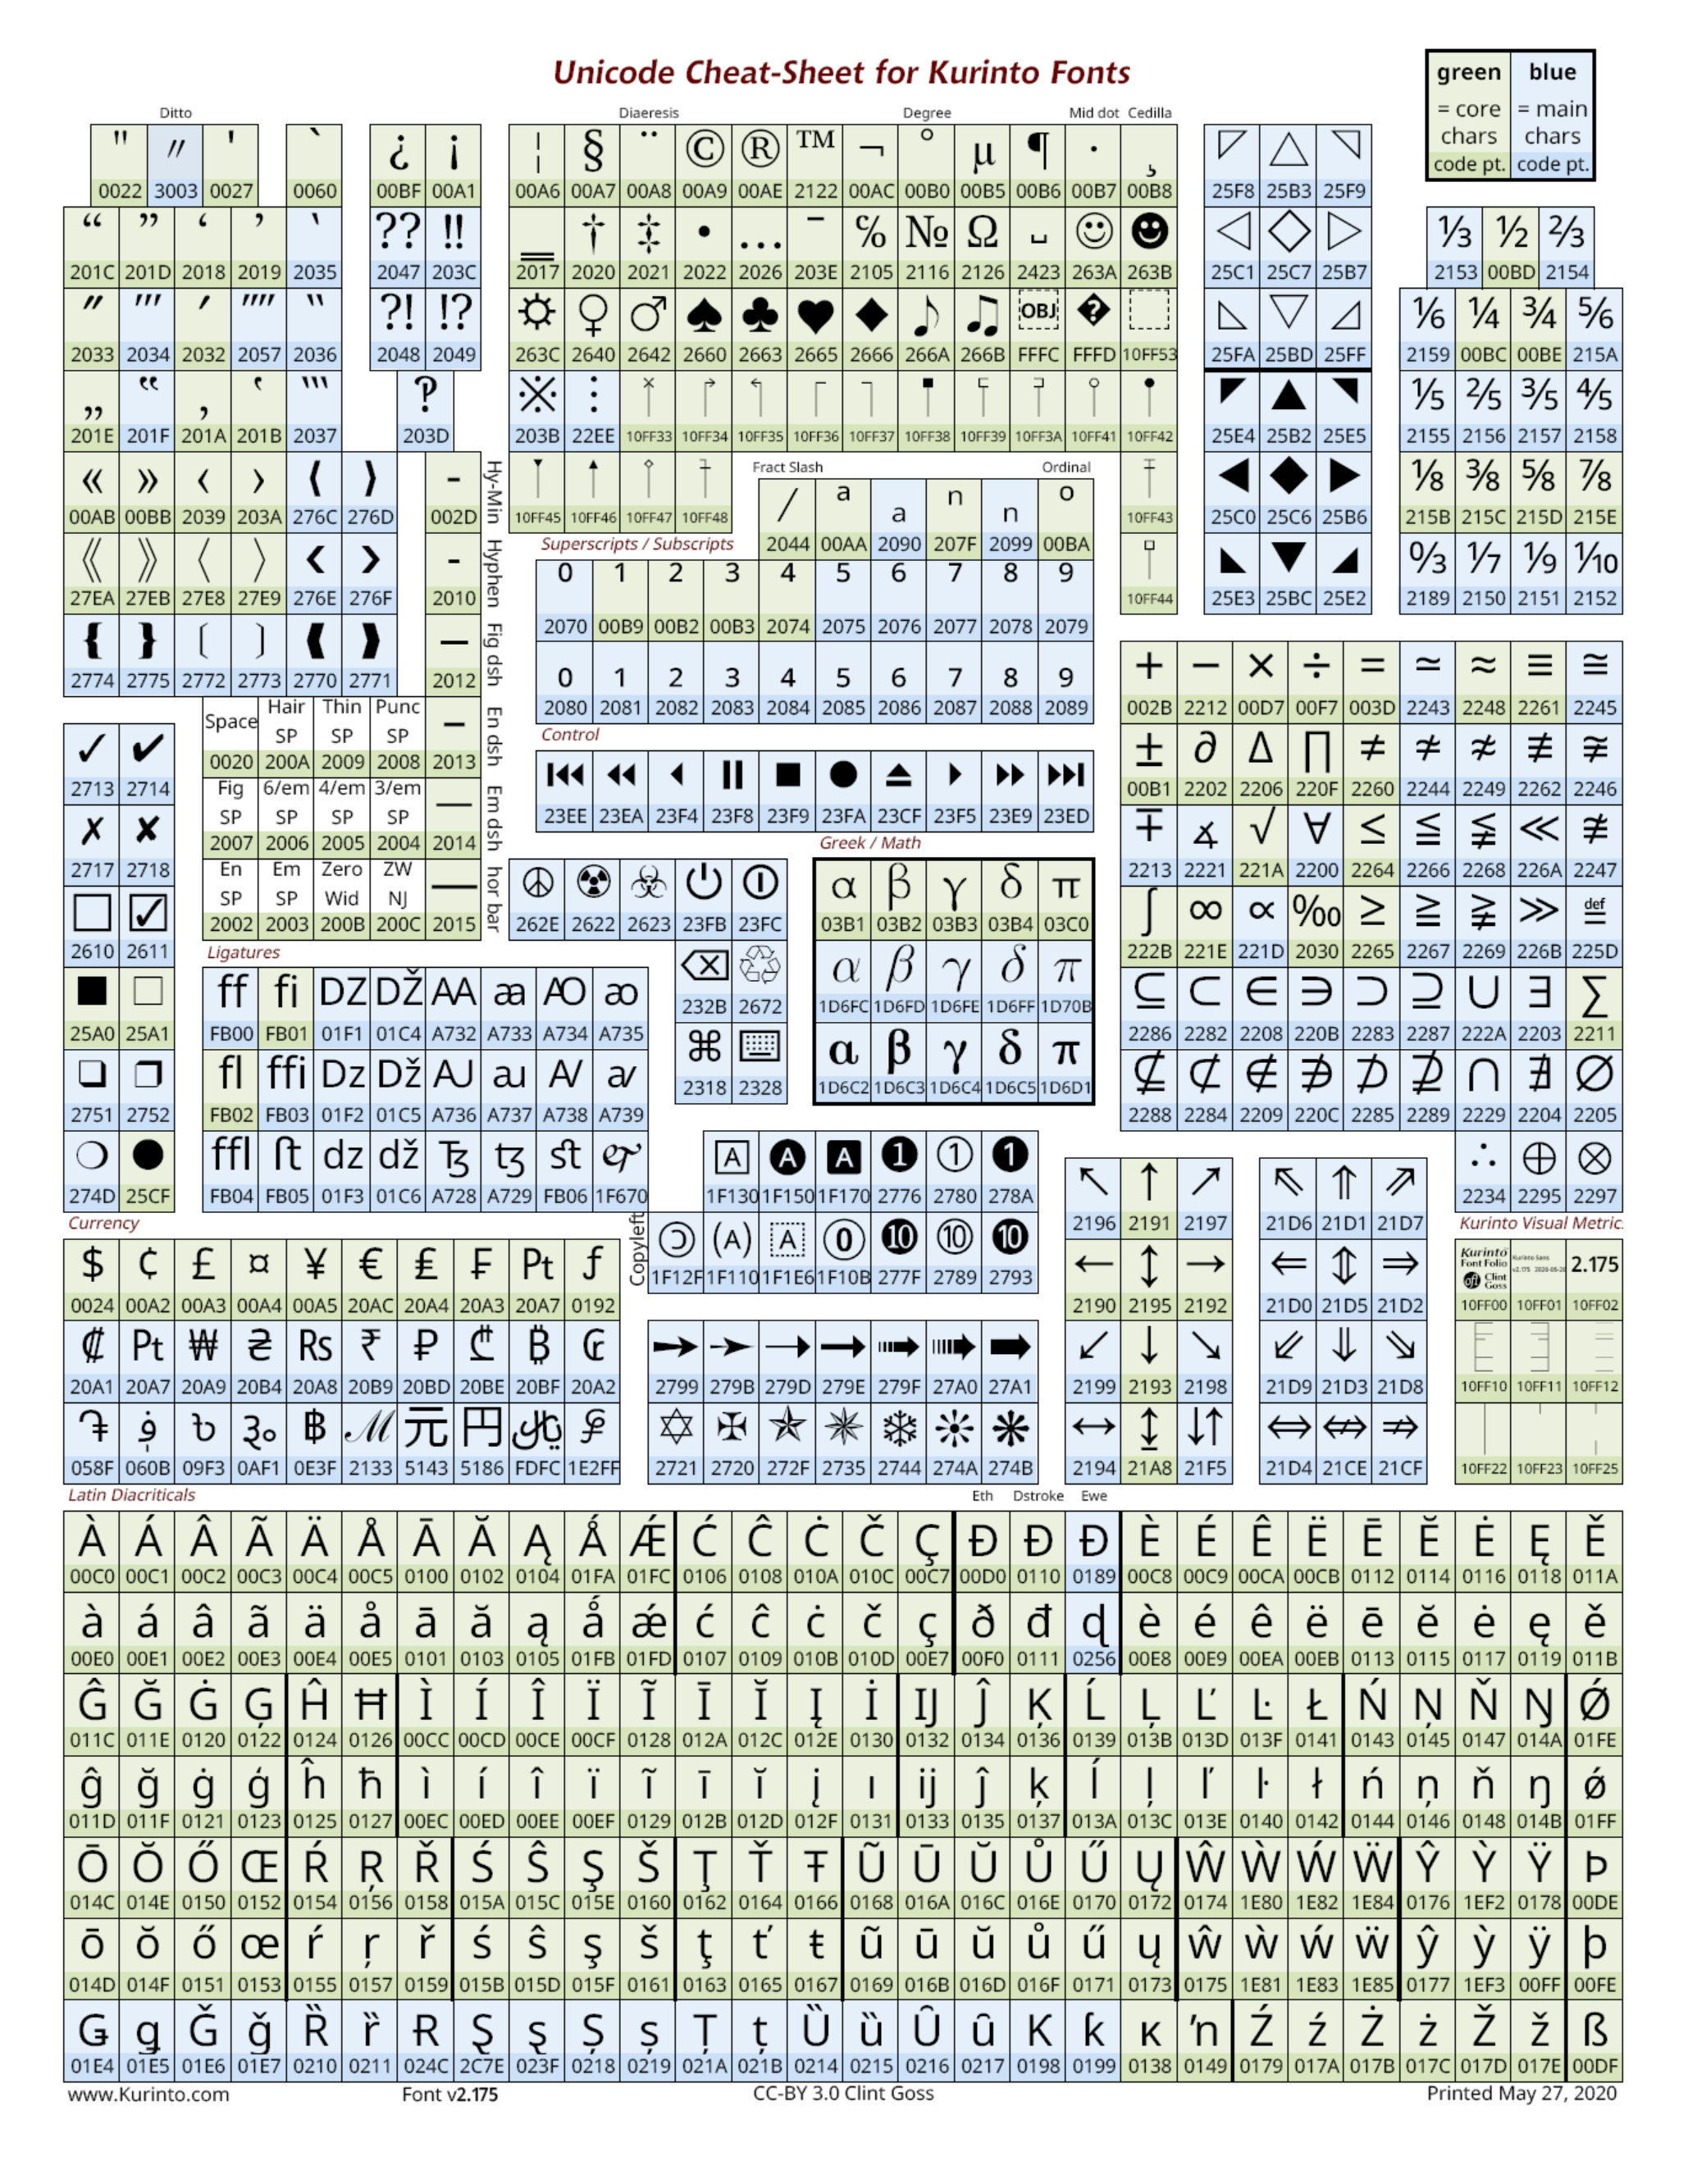 Unicode Cheat-Sheet for Kurinto Fonts
green blue
= core = main
chars chars
code pt. code pt.
Ditto Diaeresis Degree Mid dot Cedilla
" 〃 ' ` ¿ ¡ ¦ § ¨ © ® ™ ¬ ° µ ¶ · ¸ ◸ △ ◹
0022 3003 0027 0060 00BF 00A1 00A6 00A7 00A8 00A9 00AE 2122 00AC 00B0 00B5 00B6 00B7 00B8 25F8 25B3 25F9
“ ” ‘ ’ ‵ ⁇ ‼ ‗ † ‡ • … ‾ ℅ № Ω ␣ ☺ ☻ ◁ ◇ ▷ ⅓ ½ ⅔
201C 201D 2018 2019 2035 2047 203C 2017 2020 2021 2022 2026 203E 2105 2116 2126 2423 263A 263B 25C1 25C7 25B7 2153 00BD 2154
″ ‴ ′ ⁗ ‶ ⁈ ⁉ ☼ ♀ ♂ ♠ ♣ ♥ ♦ ♪ ♫ OBJ � ◺ ▽ ◿ ⅙ ¼ ¾ ⅚
2033 2034 2032 2057 2036 2048 2049 263C 2640 2642 2660 2663 2665 2666 266A 266B FFFC FFFD 10FF53 25FA 25BD 25FF 2159 00BC 00BE 215A
„ ‟ ‚ ‛ ‷ ‽ ※ ⋮ ◤ ▲ ◥ ⅕ ⅖ ⅗ ⅘
201E 201F 201A 201B 2037 203D 203B 22EE 10FF33 10FF34 10FF35 10FF36 10FF37 10FF38 10FF39 10FF3A 10FF41 10FF42 25E4 25B2 25E5 2155 2156 2157 2158
Hy-Min Fract Slash Ordinal
« » ‹ › ❬ ❭ - ⁄ ª ₐ ⁿ ₙ º ◀ ◆ ▶ ⅛ ⅜ ⅝ ⅞
00AB 00BB 2039 203A 276C 276D 002D 10FF45 10FF46 10FF47 10FF48 10FF43 25C0 25C6 25B6 215B 215C 215D 215E
Superscripts / Subscripts 2044 00AA 2090 207F 2099 00BA
⟪ ⟫ ⟨ ⟩ ❮ ❯ ‐ Hyphen ⁰ ¹ ² ³ ⁴ ⁵ ⁶ ⁷ ⁸ ⁹ ◣ ▼ ◢ ↉ ⅐ ⅑ ⅒
27EA 27EB 27E8 27E9 276E 276F 2010 10FF44 25E3 25BC 25E2 2189 2150 2151 2152
2070 00B9 00B2 00B3 2074 2075 2076 2077 2078 2079
❴ ❵ ❲ ❳ ❰ ❱ ‒ Fig dsh ₀ ₁ ₂ ₃ ₄ ₅ ₆ ₇ ₈ ₉ + − × ÷ = ≃ ≈ ≡ ≅
2774 2775 2772 2773 2770 2771 2012 2080 2081 2082 2083 2084 2085 2086 2087 2088 2089 002B 2212 00D7 00F7 003D 2243 2248 2261 2245
Space Hair SP Thin SP Punc SP – En dsh
Control
✓ ✔ ± ∂ ∆ ∏ ≠ ≄ ≉ ≢ ≆
0020 200A 2009 2008 2013
2713 2714 ⏮ ⏪ ⏴ ⏸ ⏹ ⏺ ⏏ ⏵ ⏩ ⏭ 00B1 2202 2206 220F 2260 2244 2249 2262 2246
Fig SP 6/em SP 4/em SP 3/em SP — Em dsh
23EE 23EA 23F4 23F8 23F9 23FA 23CF 23F5 23E9 23ED
✗ ✘ ∓ ∡ √ ∀ ≤ ≦ ≨ ≪ ≇
2007 2006 2005 2004 2014 Greek / Math
2717 2718 2213 2221 221A 2200 2264 2266 2268 226A 2247
En SP Em SP Zero Wid ZW NJ ― hor bar ☮ ☢ ☣ ⏻ ⏼ α β γ δ π
☐ ☑ ∫ ∞ ∝ ‰ ≥ ≧ ≩ ≫ ≝
2002 2003 200B 200C 2015 262E 2622 2623 23FB 23FC 03B1 03B2 03B3 03B4 03C0
2610 2611 222B 221E 221D 2030 2265 2267 2269 226B 225D
Ligatures
■ □ ff fi Ǳ Ǆ Ꜳ ꜳ Ꜵ ꜵ ⌫ ♲ 𝛼 𝛽 𝛾 𝛿 𝜋 ⊆ ⊂ ∈ ∋ ⊃ ⊇ ∪ ∃ ∑
25A0 25A1 FB00 FB01 01F1 01C4 A732 A733 A734 A735 232B 2672 1D6FC 1D6FD 1D6FE 1D6FF 1D70B 2286 2282 2208 220B 2283 2287 222A 2203 2211
❑ ❒ fl ffi ǲ ǅ Ꜷ ꜷ Ꜹ ꜹ ⌘ ⌨ 𝛂 𝛃 𝛄 𝛅 𝛑 ⊈ ⊄ ∉ ∌ ⊅ ⊉ ∩ ∄ ∅
2751 2752 FB02 FB03 01F2 01C5 A736 A737 A738 A739 2318 2328 1D6C2 1D6C3 1D6C4 1D6C5 1D6D1 2288 2284 2209 220C 2285 2289 2229 2204 2205
❍ ● ffl ſt ǳ ǆ Ꜩ ꜩ st 🙰 🄰 🅐 🅰 ❶ ➀ ➊ ↖ ↑ ↗ ⇖ ⇑ ⇗ ∴ ⊕ ⊗
274D 25CF FB04 FB05 01F3 01C6 A728 A729 FB06 1F670 1F130 1F150 1F170 2776 2780 278A 2196 2191 2197 21D6 21D1 21D7 2234 2295 2297
Currency Copyleft Kurinto Visual Metric
$ ¢ £ ¤ ¥ € ₤ ₣ ₧ ƒ 🄯 🄐 🇦 🄋 ❿ ➉ ➓ ← ↕ → ⇐ ⇕ ⇒ Kurinto Font Folio Clint Goss Kurinto Sans 2.175
1F12F 1F110 1F1E6 1F10B 277F 2789 2793
0024 00A2 00A3 00A4 00A5 20AC 20A4 20A3 20A7 0192 2190 2195 2192 21D0 21D5 21D2 10FF00 10FF01 10FF02
₡ ₧ ₩ ₴ ₨ ₹ ₽ ₾ ₿ ₢ ➙ ➛ ➝ ➞ ➟ ➠ ➡ ↙ ↓ ↘ ⇙ ⇓ ⇘
20A1 20A7 20A9 20B4 20A8 20B9 20BD 20BE 20BF 20A2 2799 279B 279D 279E 279F 27A0 27A1 2199 2193 2198 21D9 21D3 21D8 10FF10 10FF11 10FF12
֏ ؋ ৳ ૱ ฿ ℳ 元 円 ﷼ ✡ ✠ ✯ ✵ ❄ ❊ ❋ ↔ ↨ ⇵ ⇔ ⇎ ⇏
058F 060B 09F3 0AF1 0E3F 2133 5143 5186 FDFC 1E2FF 2721 2720 272F 2735 2744 274A 274B 2194 21A8 21F5 21D4 21CE 21CF 10FF22 10FF23 10FF25
Latin Diacriticals Eth Dstroke Ewe
À Á Â Ã Ä Å Ā Ă Ą Ǻ Ǽ Ć Ĉ Ċ Č Ç Ð Đ Ɖ È É Ê Ë Ē Ĕ Ė Ę Ě
00C0 00C1 00C2 00C3 00C4 00C5 0100 0102 0104 01FA 01FC 0106 0108 010A 010C 00C7 00D0 0110 0189 00C8 00C9 00CA 00CB 0112 0114 0116 0118 011A
à á â ã ä å ā ă ą ǻ ǽ ć ĉ ċ č ç ð đ ɖ è é ê ë ē ĕ ė ę ě
00E0 00E1 00E2 00E3 00E4 00E5 0101 0103 0105 01FB 01FD 0107 0109 010B 010D 00E7 00F0 0111 0256 00E8 00E9 00EA 00EB 0113 0115 0117 0119 011B
Ĝ Ğ Ġ Ģ Ĥ Ħ Ì Í Î Ï Ĩ Ī Ĭ Į İ Ĳ Ĵ Ķ Ĺ Ļ Ľ Ŀ Ł Ń Ņ Ň Ŋ Ǿ
011C 011E 0120 0122 0124 0126 00CC 00CD 00CE 00CF 0128 012A 012C 012E 0130 0132 0134 0136 0139 013B 013D 013F 0141 0143 0145 0147 014A 01FE
ĝ ğ ġ ģ ĥ ħ ì í î ï ĩ ī ĭ į ı ĳ ĵ ķ ĺ ļ ľ ŀ ł ń ņ ň ŋ ǿ
011D 011F 0121 0123 0125 0127 00EC 00ED 00EE 00EF 0129 012B 012D 012F 0131 0133 0135 0137 013A 013C 013E 0140 0142 0144 0146 0148 014B 01FF
Ō Ŏ Ő Œ Ŕ Ŗ Ř Ś Ŝ Ş Š Ţ Ť Ŧ Ũ Ū Ŭ Ů Ű Ų Ŵ Ẁ Ẃ Ẅ Ŷ Ỳ Ÿ Þ
014C 014E 0150 0152 0154 0156 0158 015A 015C 015E 0160 0162 0164 0166 0168 016A 016C 016E 0170 0172 0174 1E80 1E82 1E84 0176 1EF2 0178 00DE
ō ŏ ő œ ŕ ŗ ř ś ŝ ş š ţ ť ŧ ũ ū ŭ ů ű ų ŵ ẁ ẃ ẅ ŷ ỳ ÿ þ
014D 014F 0151 0153 0155 0157 0159 015B 015D 015F 0161 0163 0165 0167 0169 016B 016D 016F 0171 0173 0175 1E81 1E83 1E85 0177 1EF3 00FF 00FE
Ǥ ǥ Ǧ ǧ Ȑ ȑ Ɍ Ȿ ȿ Ș ș Ț ț Ȕ ȕ Ȗ ȗ Ƙ ƙ ĸ ŉ Ź ź Ż ż Ž ž ß
01E4 01E5 01E6 01E7 0210 0211 024C 2C7E 023F 0218 0219 021A 021B 0214 0215 0216 0217 0198 0199 0138 0149 0179 017A 017B 017C 017D 017E 00DF
www.Kurinto.com Font v2.175 CC-BY 3.0 Clint Goss Printed May 27, 2020